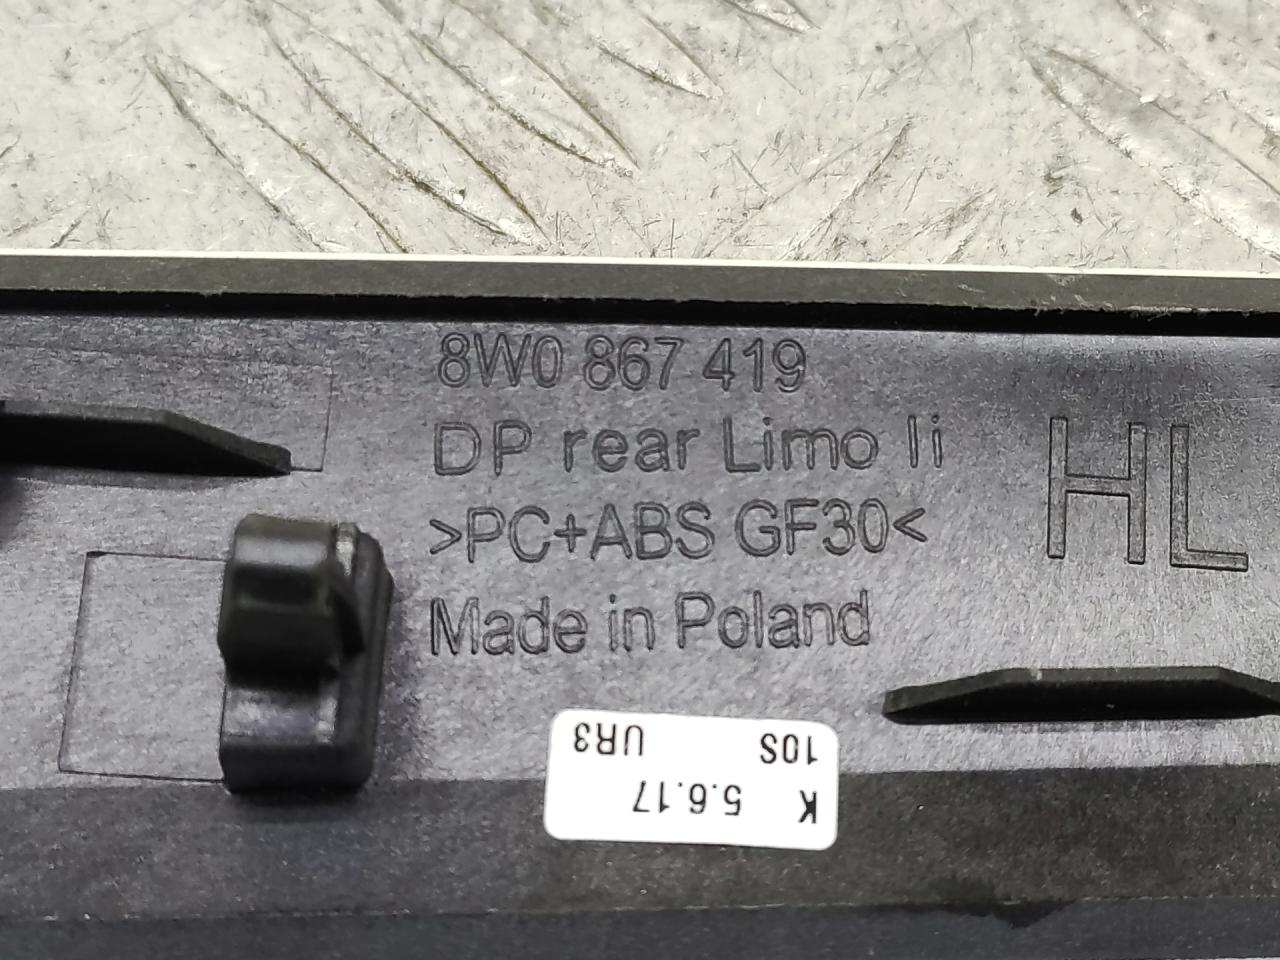 8W0 867 419
DP rear Limo li
>PC+ABS GF30<
Made in Poland
HL
K 5.6.17
10S UR3